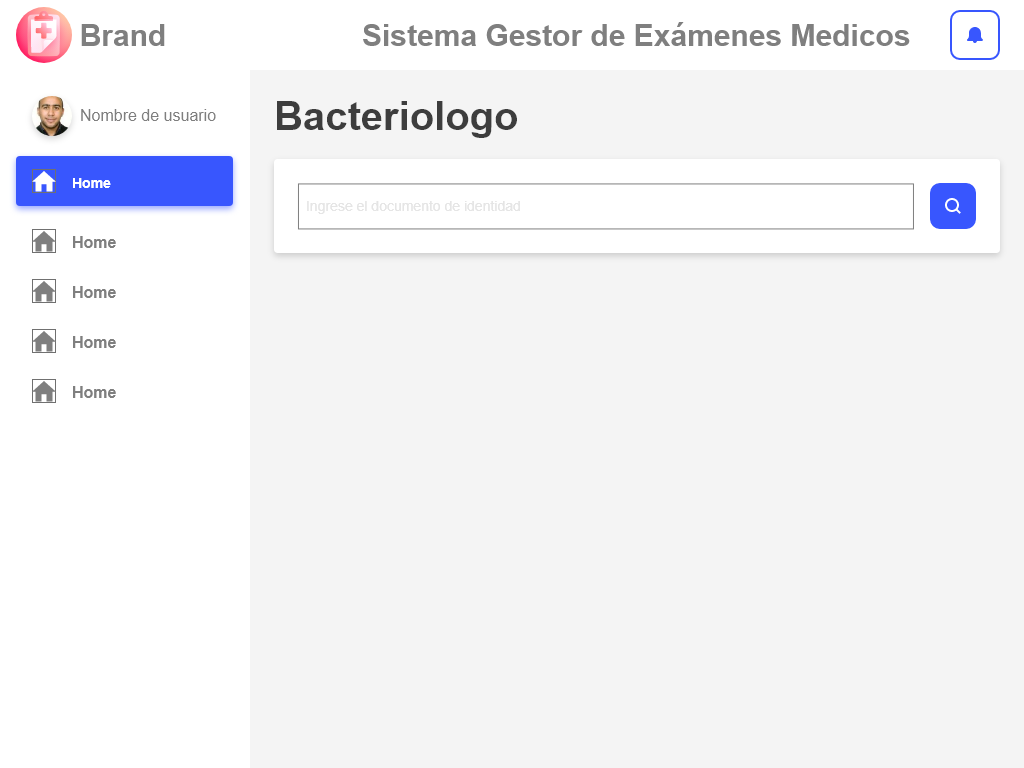 Brand
Sistema Gestor de Exámenes Medicos
Nombre de usuario
Bacteriologo
Home
Ingrese el documento de identidad
Home
Home
Home
Home